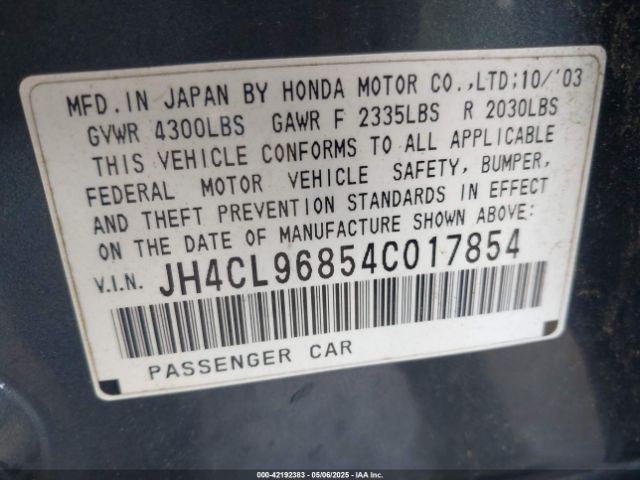 MFD. IN JAPAN BY HONDA MOTOR CO.,LTD;10/'03
GVWR 4300LBS GAWR F 2335LBS R 2030LBS
THIS VEHICLE CONFORMS TO ALL APPLICABLE
FEDERAL MOTOR VEHICLE SAFETY, BUMPER,
AND THEFT PREVENTION STANDARDS IN EFFECT
ON THE DATE OF MANUFACTURE SHOWN ABOVE:
V.I.N. JH4CL96854C017854
PASSENGER CAR
000-42192383 - 05/06/2025 - IAA Inc.